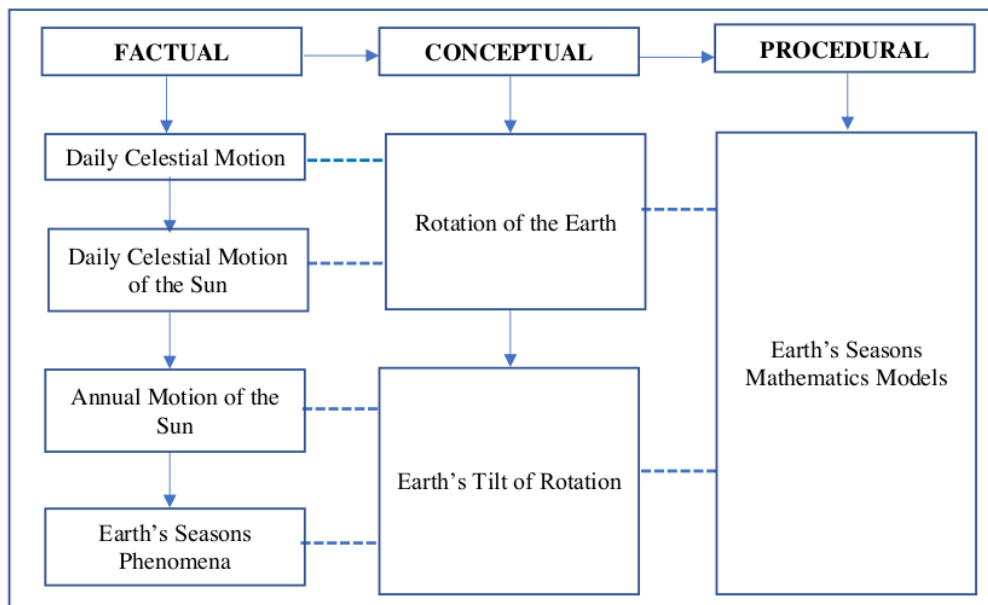 FACTUAL
CONCEPTUAL
PROCEDURAL
Daily Celestial Motion
Rotation of the Earth
Daily Celestial Motion
of the Sun
Earth’s Seasons
Mathematics Models
Annual Motion of the
Sun
Earth’s Tilt of Rotation
Earth’s Seasons
Phenomena